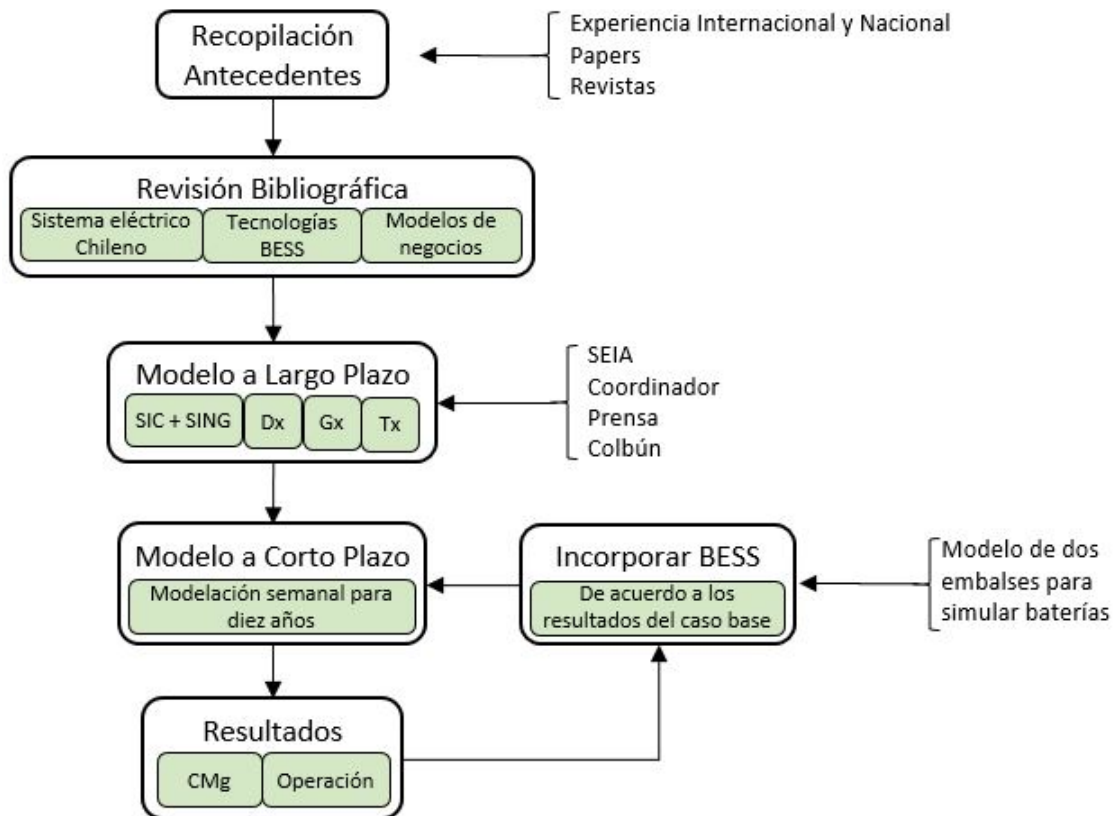 Recopilación
Antecedentes
Experiencia Internacional y Nacional
Papers
Revistas
Revisión Bibliográfica
Sistema eléctrico
Chileno
Tecnologías
BESS
Modelos de
negocios
Modelo a Largo Plazo
SIC + SING
Dx
Gx
Tx
SEIA
Coordinador
Prensa
Colbún
Modelo a Corto Plazo
Modelación semanal para
diez años
Incorporar BESS
De acuerdo a los
resultados del caso base
Modelo de dos
embalses para
simular baterías
Resultados
CMg
Operación